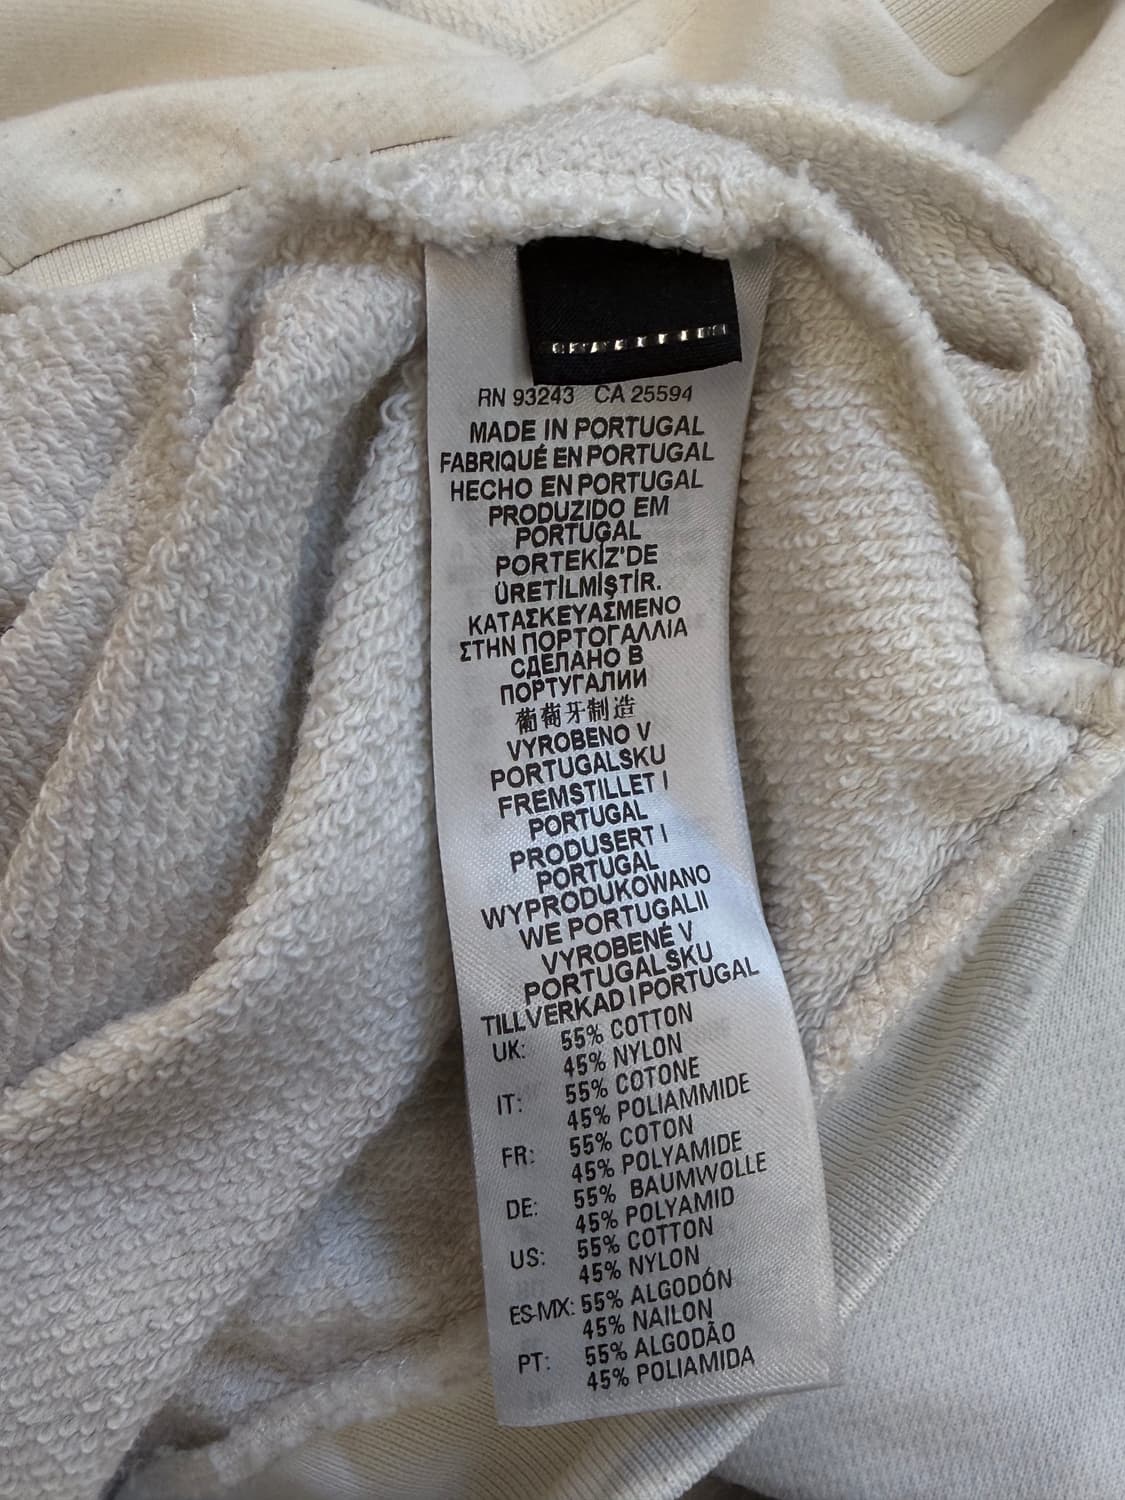 RN 93243 CA 25594
MADE IN PORTUGAL
FABRIQUÉ EN PORTUGAL
HECHO EN PORTUGAL
PRODUZIDO EM
PORTUGAL
PORTEKİZ'DE
ÜRETİLMİŞTİR.
ΚΑΤΑΣΚΕΥΑΣΜΕΝΟ
ΣΤΗΝ ΠΟΡΤΟΓΑΛΛΙΑ
СДЕЛАНО В
ПОРТУГАЛИИ
葡萄牙制造
VYROBENO V
PORTUGALSKU
FREMSTILLET I
PORTUGAL
PRODUSERT I
PORTUGAL
WYPRODUKOWANO
WE PORTUGALII
VYROBENÉ V
PORTUGALSKU
TILLVERKAD I PORTUGAL
UK: 55% COTTON
45% NYLON
IT: 55% COTONE
45% POLIAMMIDE
FR: 55% COTON
45% POLYAMIDE
DE: 55% BAUMWOLLE
45% POLYAMID
US: 55% COTTON
45% NYLON
ES-MX: 55% ALGODÓN
45% NAILON
PT: 55% ALGODÃO
45% POLIAMIDA